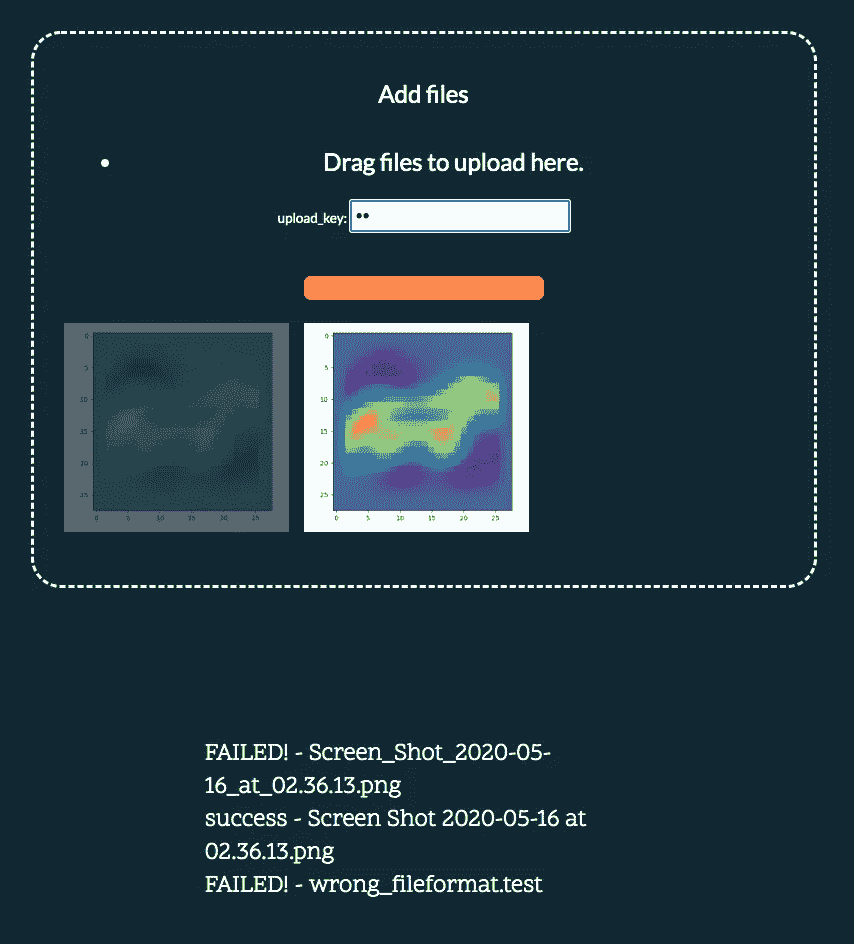 Add files
Drag files to upload here.
upload_key: ••
0
5
10
15
20
25
0 5 10 15 20 25
0
5
10
15
20
25
0 5 10 15 20 25
FAILED! - Screen_Shot_2020-05-
16_at_02.36.13.png
success - Screen Shot 2020-05-16 at
02.36.13.png
FAILED! - wrong_fileformat.test